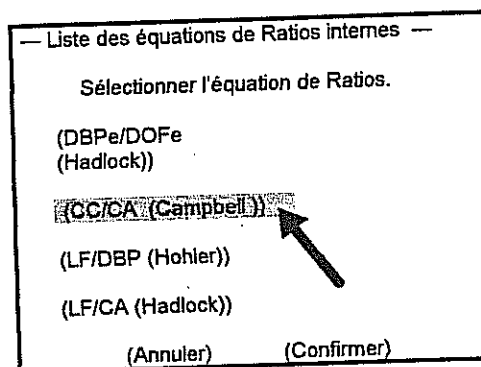 — Liste des équations de Ratios internes —
Sélectionner l'équation de Ratios.
(DBPe/DOFe
(Hadlock))
(CC/CA (Campbell))
(LF/DBP (Hohler))
(LF/CA (Hadlock))
(Annuler) (Confirmer)